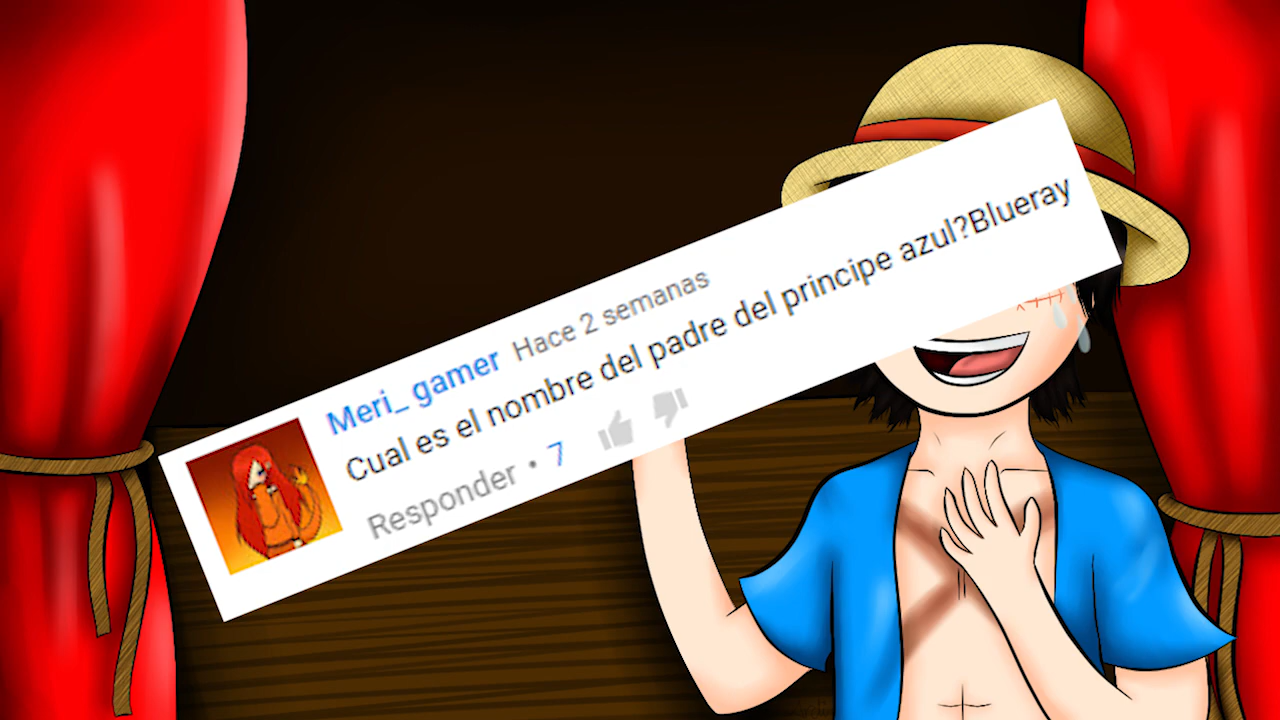 Meri_ gamer Hace 2 semanas
Cual es el nombre del padre del principe azul?Blueray
Responder • 7